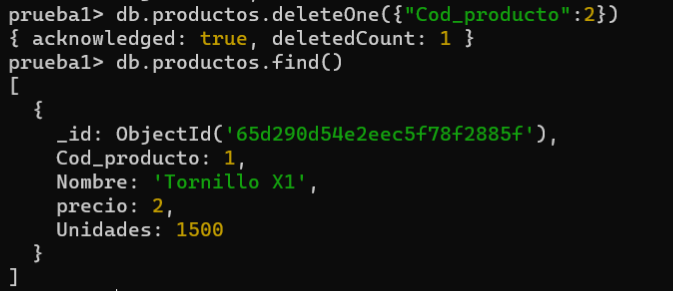 prueba1> db.productos.deleteOne({"Cod_producto":2})
{ acknowledged: true, deletedCount: 1 }
prueba1> db.productos.find()
[
  {
    _id: ObjectId('65d290d54e2eec5f78f2885f'),
    Cod_producto: 1,
    Nombre: 'Tornillo X1',
    precio: 2,
    Unidades: 1500
  }
]